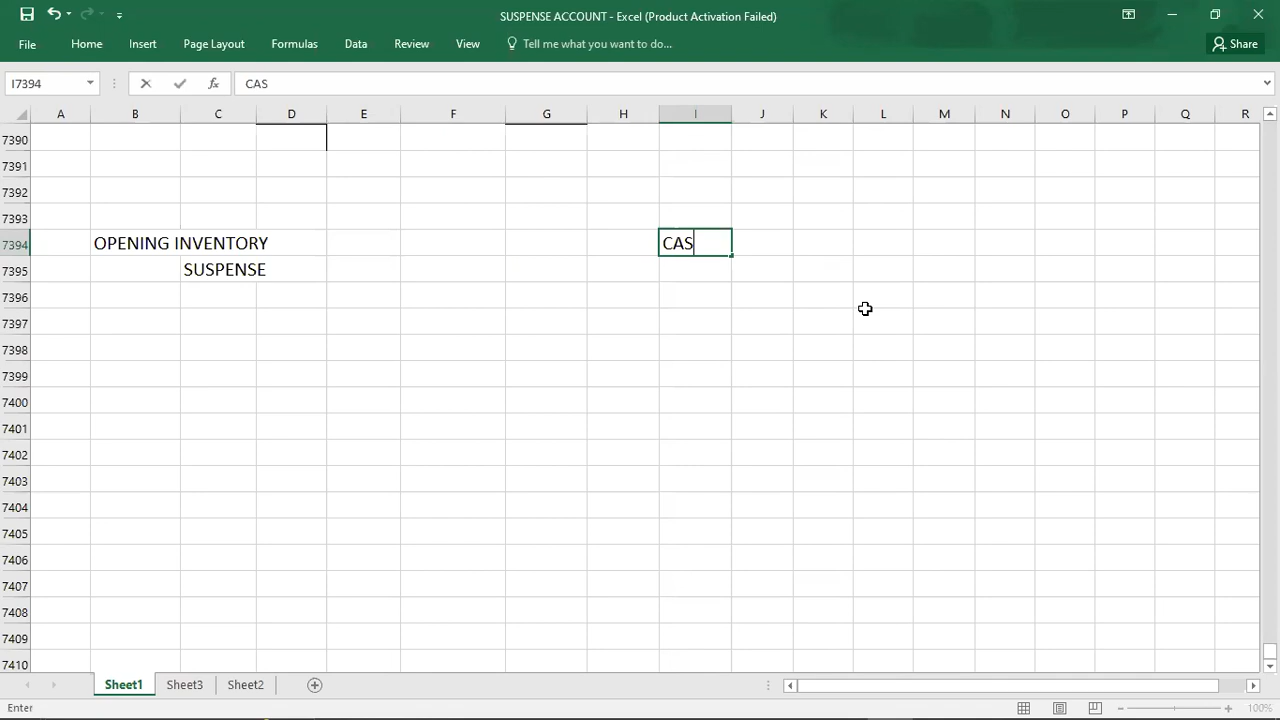 SUSPENSE ACCOUNT - Excel (Product Activation Failed)
File Home Insert Page Layout Formulas Data Review View Tell me what you want to do... Share
I7394 fx CAS
A B C D E F G H I J K L M N O P Q R
7390
7391
7392
7393
7394 OPENING INVENTORY CAS
7395 SUSPENSE
7396
7397
7398
7399
7400
7401
7402
7403
7404
7405
7406
7407
7408
7409
7410
Sheet1 Sheet3 Sheet2
Enter 100%